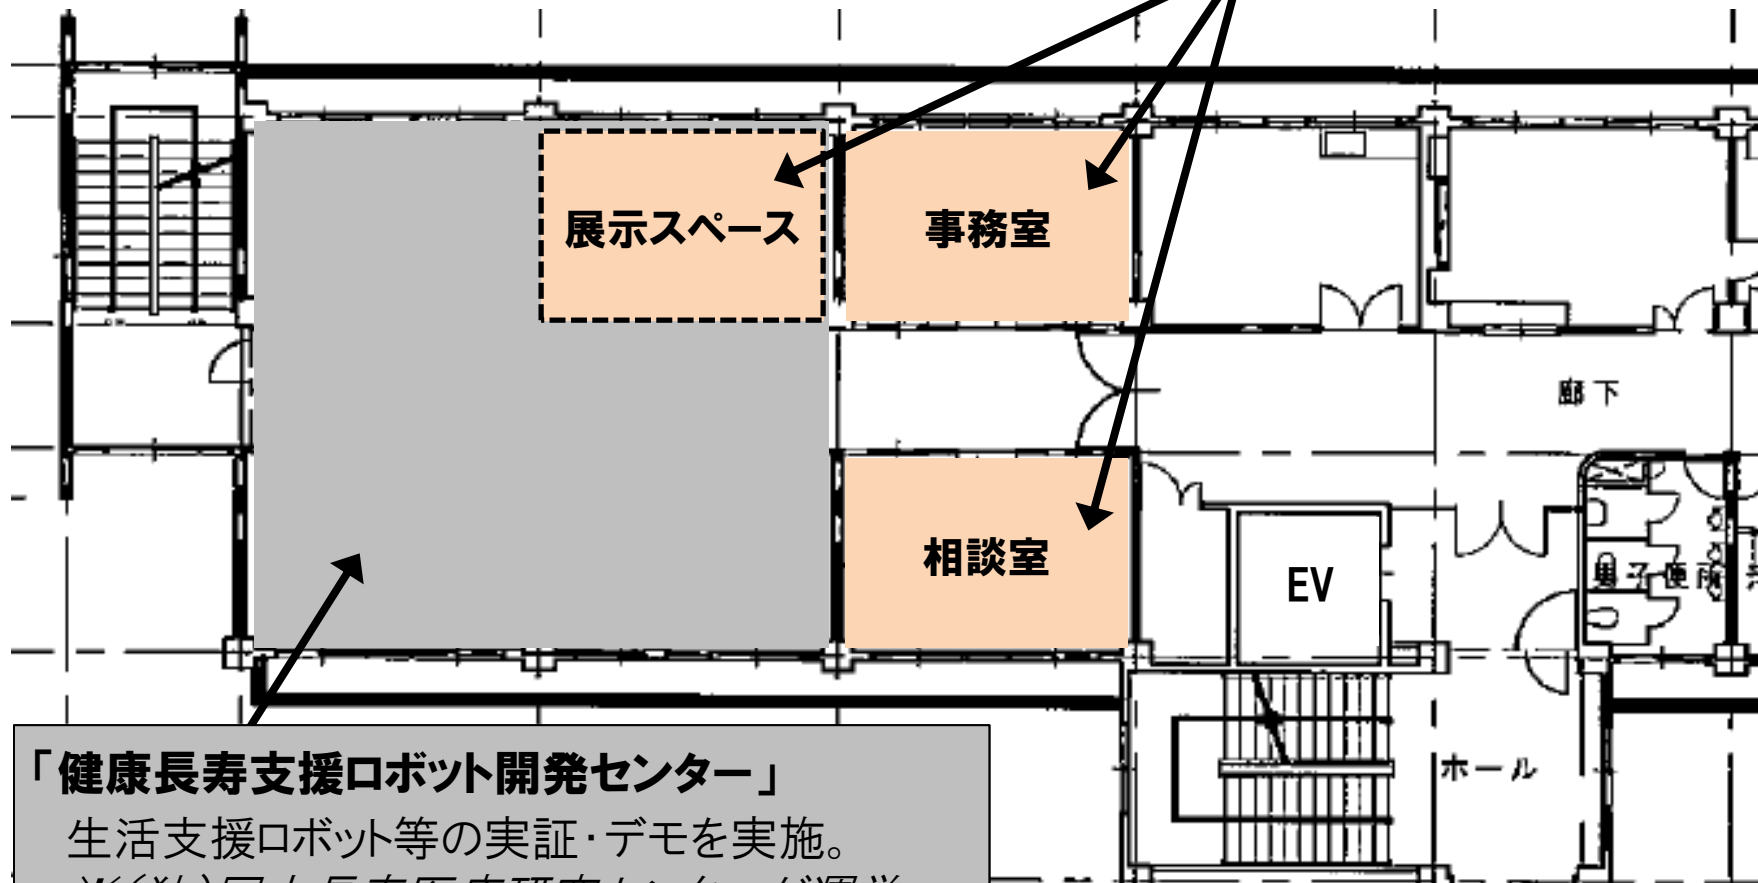 展示スペース
事務室
廊下
相談室
EV
男子便所
ホール
「健康長寿支援ロボット開発センター」
生活支援ロボット等の実証・デモを実施。